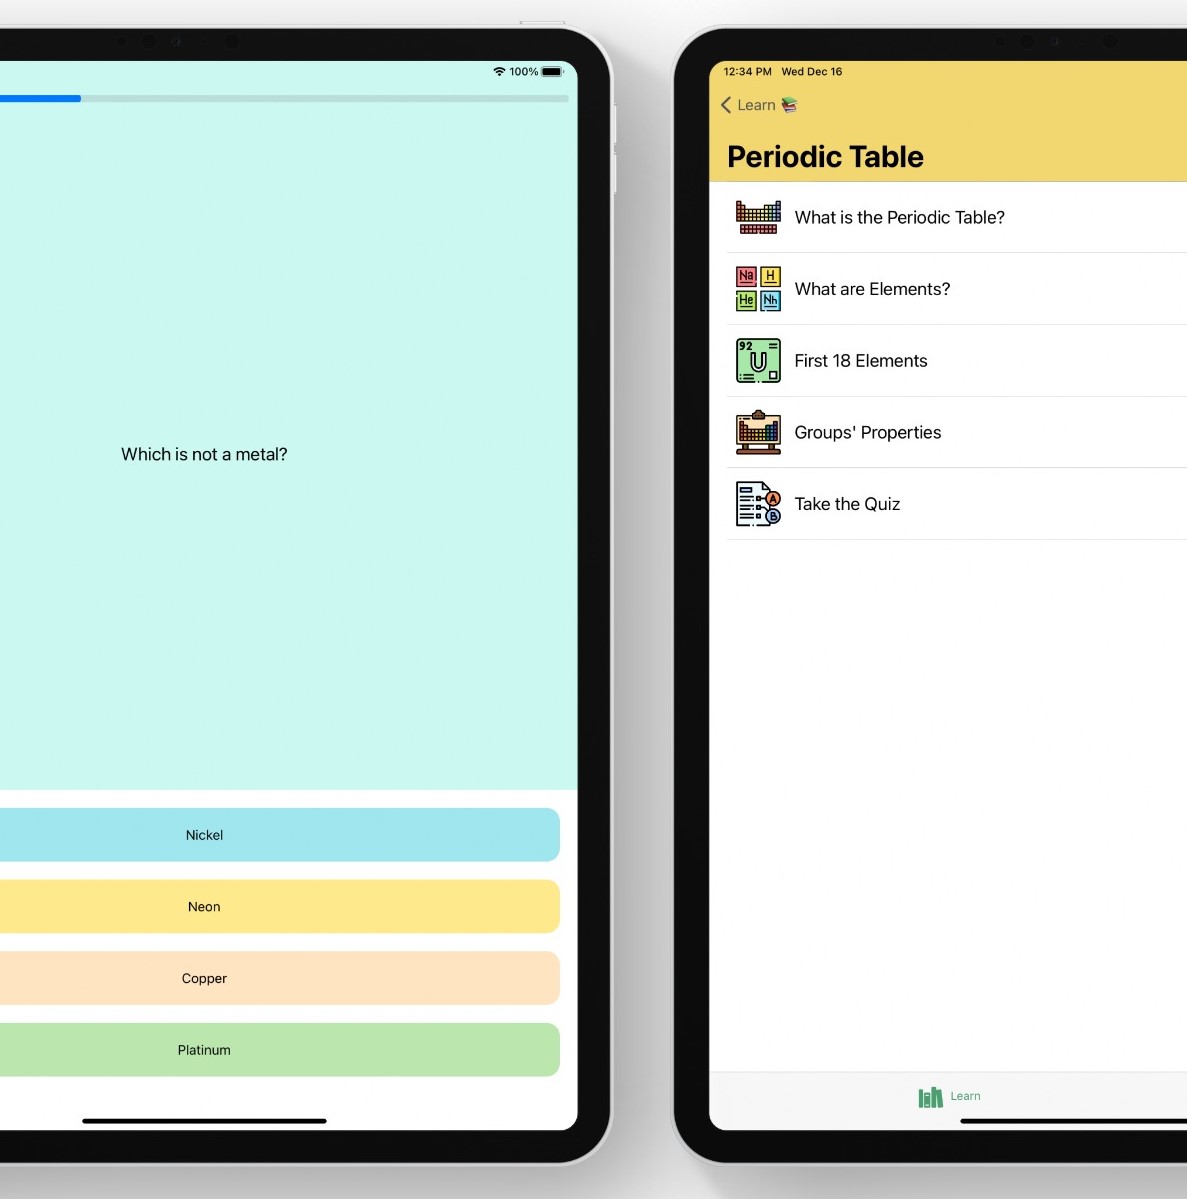 100%
Which is not a metal?
Nickel
Neon
Copper
Platinum
12:34 PM Wed Dec 16
Learn
Periodic Table
What is the Periodic Table?
Na H
He Nh
What are Elements?
92
U
First 18 Elements
Groups' Properties
A
B
Take the Quiz
Learn